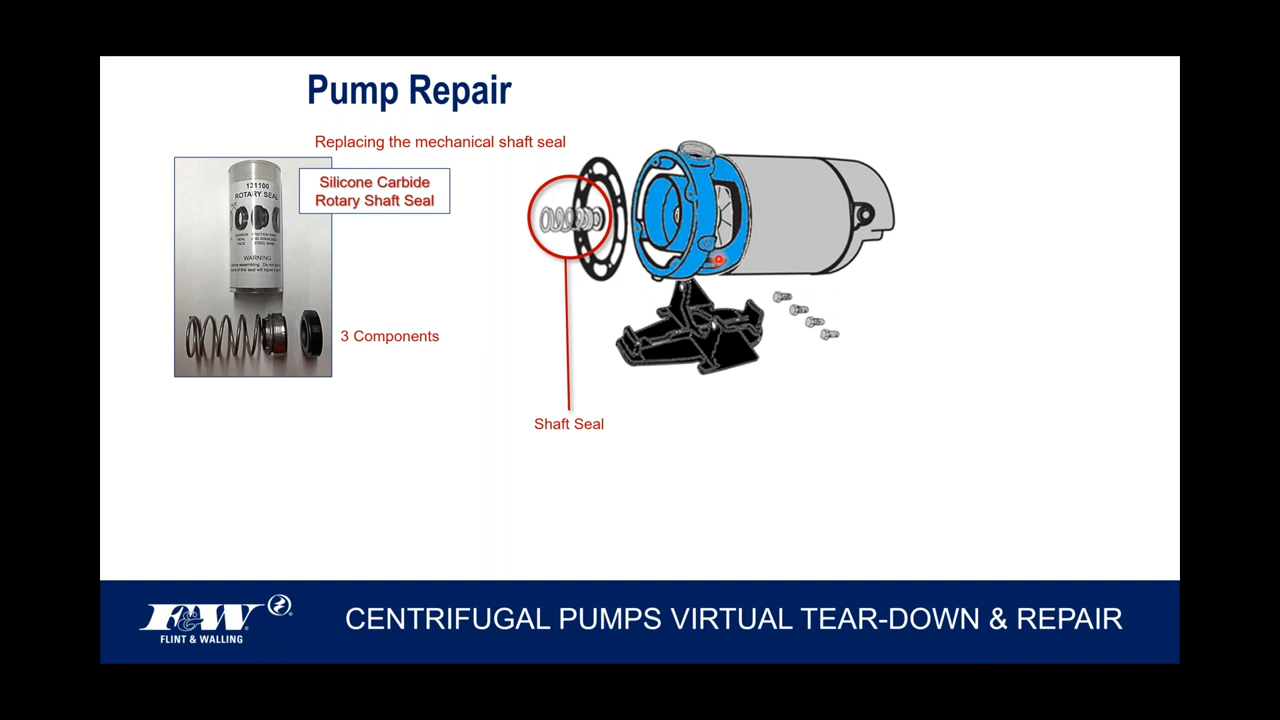 Pump Repair
Replacing the mechanical shaft seal
Silicone Carbide
Rotary Shaft Seal
131100
ROTARY SEAL
WARNING
3 Components
Shaft Seal
F&W
FLINT & WALLING
CENTRIFUGAL PUMPS VIRTUAL TEAR-DOWN & REPAIR